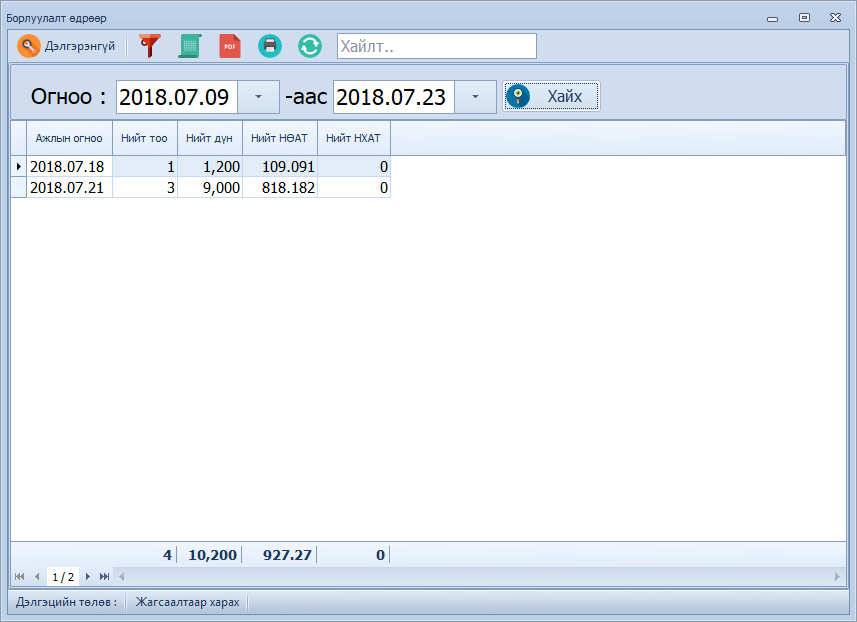 Борлуулалт өдрөөр
Дэлгэрэнгүй PDF Хайлт..
Огноо : 2018.07.09 -аас 2018.07.23 Хайх
Ажлын огноо Нийт тоо Нийт дүн Нийт НӨАТ Нийт НХАТ
2018.07.18 1 1,200 109.091 0
2018.07.21 3 9,000 818.182 0
4 10,200 927.27 0
1 / 2
Дэлгэцийн төлөв : Жагсаалтаар харах